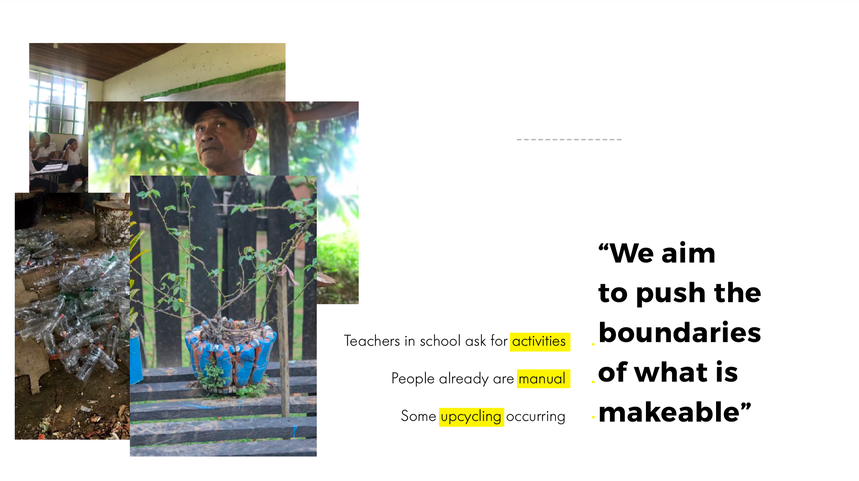 Teachers in school ask for activities
People already are manual
Some upcycling occurring
“We aim
to push the
boundaries
of what is
makeable”